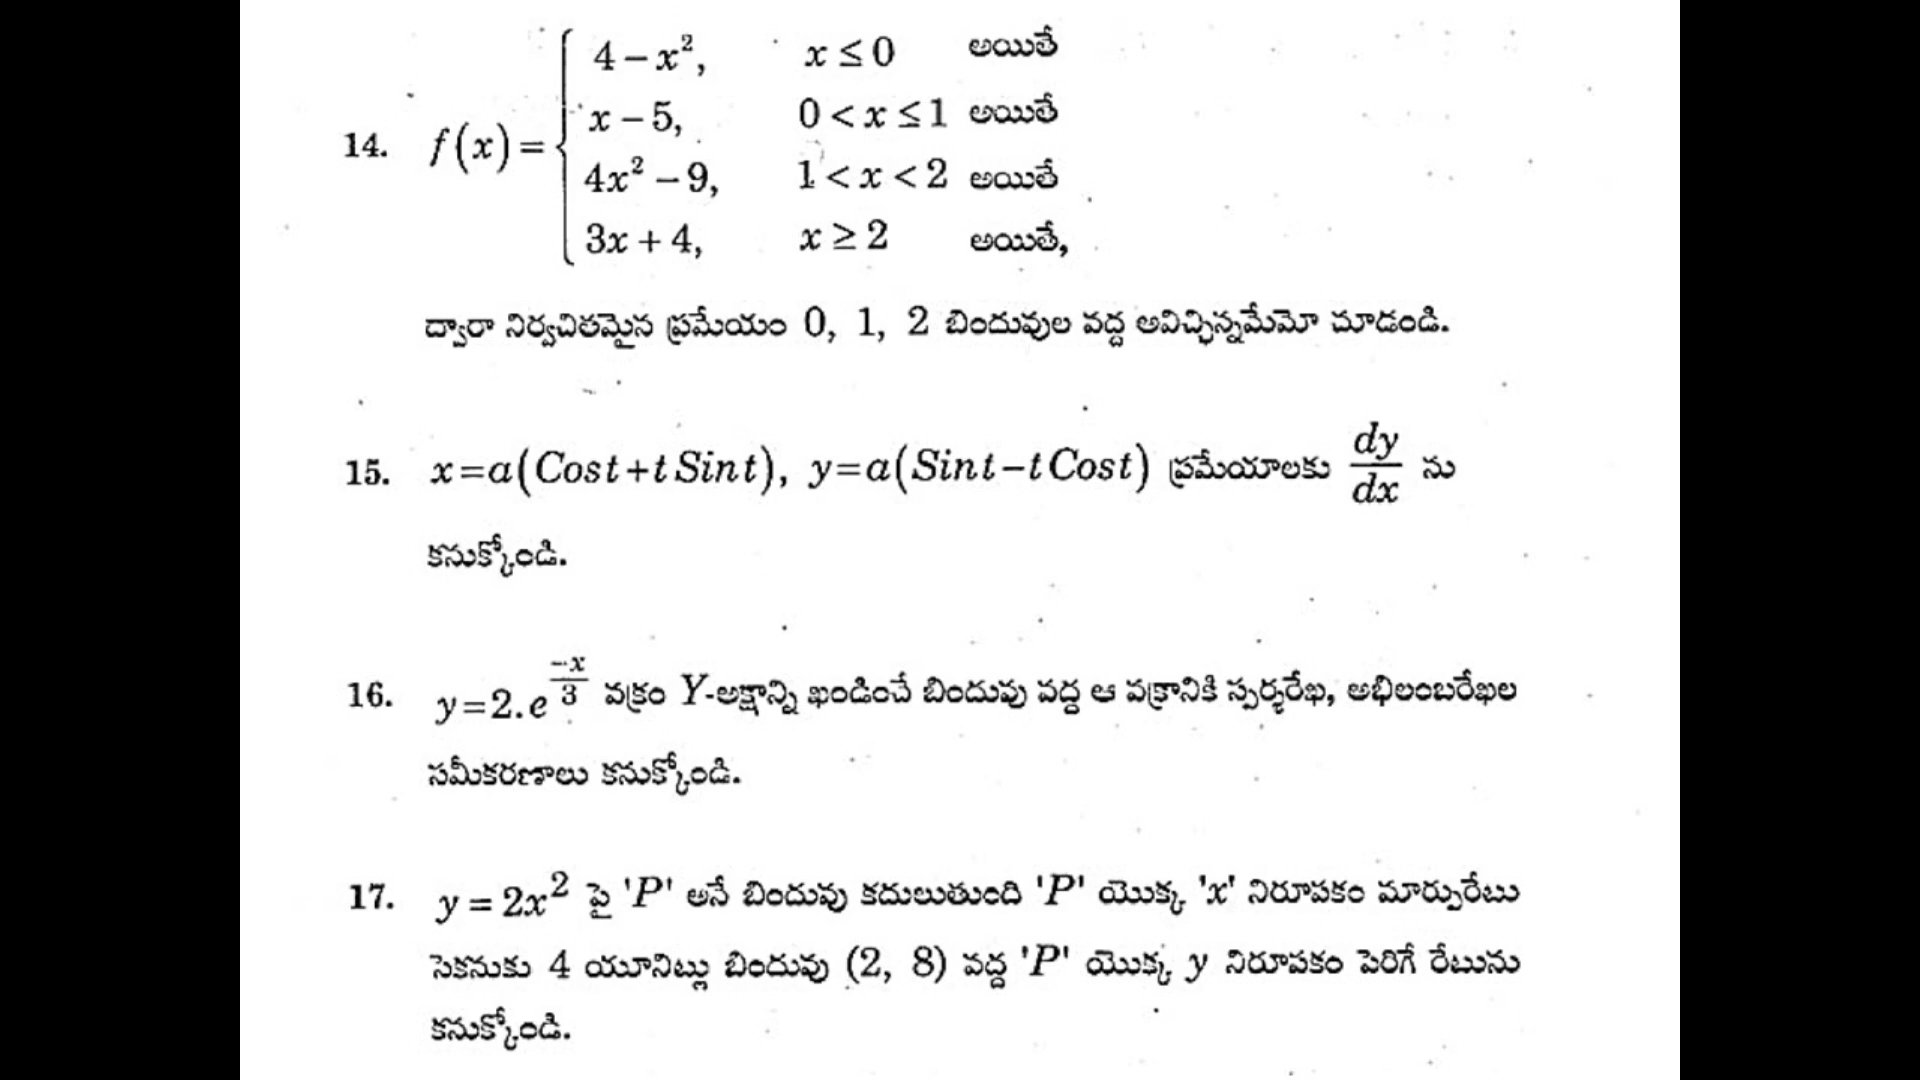 14. f(x) = { 4 – x², x ≤ 0 అయితే
x – 5, 0 < x ≤ 1 అయితే
4x² – 9, 1 < x < 2 అయితే
3x + 4, x ≥ 2 అయితే,
ద్వారా నిర్వచితమైన ప్రమేయం 0, 1, 2 బిందువుల వద్ద అవిచ్ఛిన్నమేమో చూడండి.
15. x=a(Cost+t Sint), y=a(Sint–t Cost) ప్రమేయాలకు dy/dx ను
కనుక్కోండి.
16. y=2.e^(-x/3) వక్రం Y-అక్షాన్ని ఖండించే బిందువు వద్ద ఆ వక్రానికి స్పర్శరేఖ, అభిలంబరేఖల
సమీకరణాలు కనుక్కోండి.
17. y = 2x² పై 'P' అనే బిందువు కదులుతుంది 'P' యొక్క 'x' నిరూపకం మార్పురేటు
సెకనుకు 4 యూనిట్లు బిందువు (2, 8) వద్ద 'P' యొక్క y నిరూపకం పెరిగే రేటును
కనుక్కోండి.